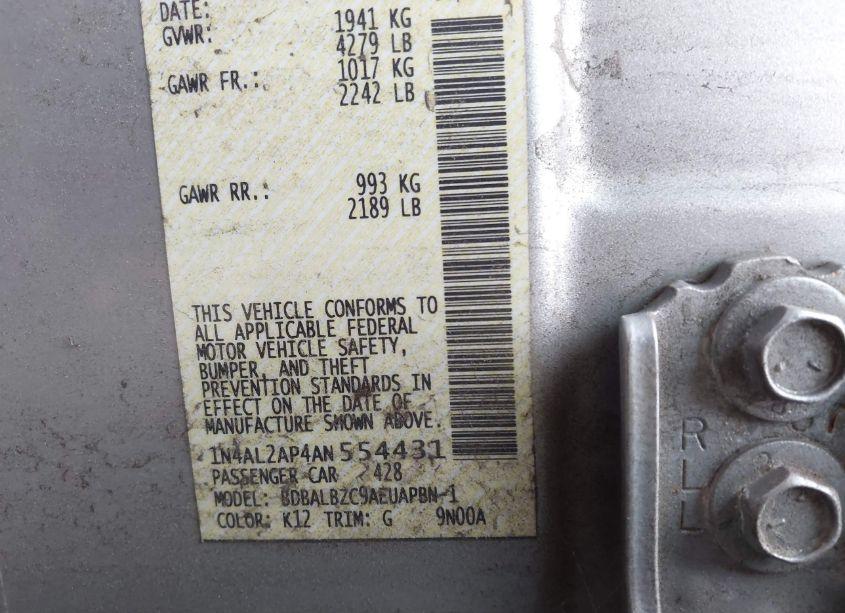 DATE:
GVWR: 1941 KG
4279 LB
GAWR FR.: 1017 KG
2242 LB
GAWR RR.: 993 KG
2189 LB
THIS VEHICLE CONFORMS TO
ALL APPLICABLE FEDERAL
MOTOR VEHICLE SAFETY,
BUMPER, AND THEFT
PREVENTION STANDARDS IN
EFFECT ON THE DATE OF
MANUFACTURE SHOWN ABOVE.
1N4AL2AP4AN554431
PASSENGER CAR 428
MODEL:
COLOR: K12 TRIM: G 9N00A
R
L
L